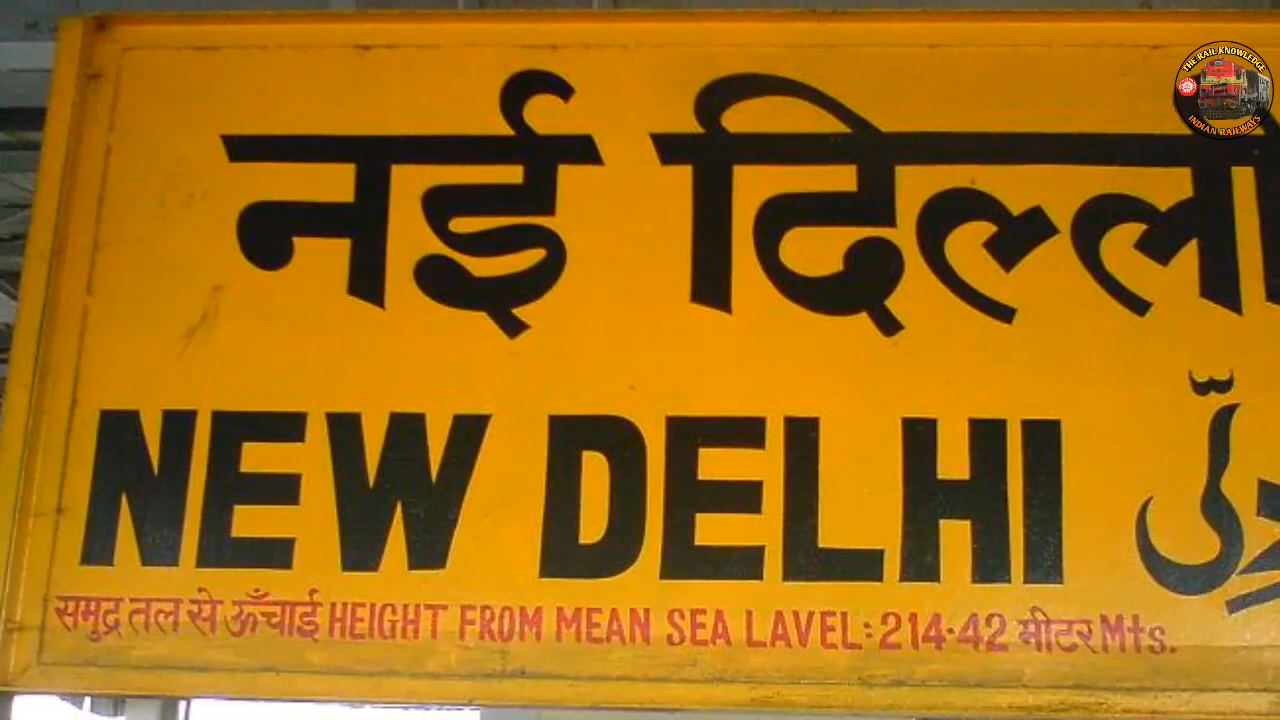 THE RAIL KNOWLEDGE
INDIAN RAILWAYS
नई दिल्ली
NEW DELHI
समुद्र तल से ऊँचाई HEIGHT FROM MEAN SEA LAVEL:214.42 मीटर Mts.